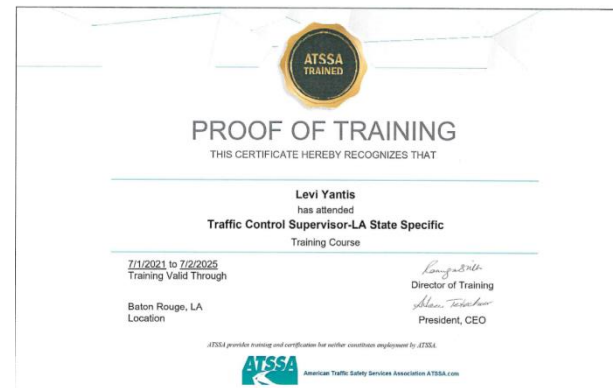 ATSSA
TRAINED
PROOF OF TRAINING
THIS CERTIFICATE HEREBY RECOGNIZES THAT
Levi Yantis
has attended
Traffic Control Supervisor-LA State Specific
Training Course
7/1/2021 to 7/2/2025
Training Valid Through
Director of Training
Baton Rouge, LA
Location
President, CEO
ATSSA provides training and certification but neither constitutes employment by ATSSA.
ATSSA
American Traffic Safety Services Association ATSSA.com